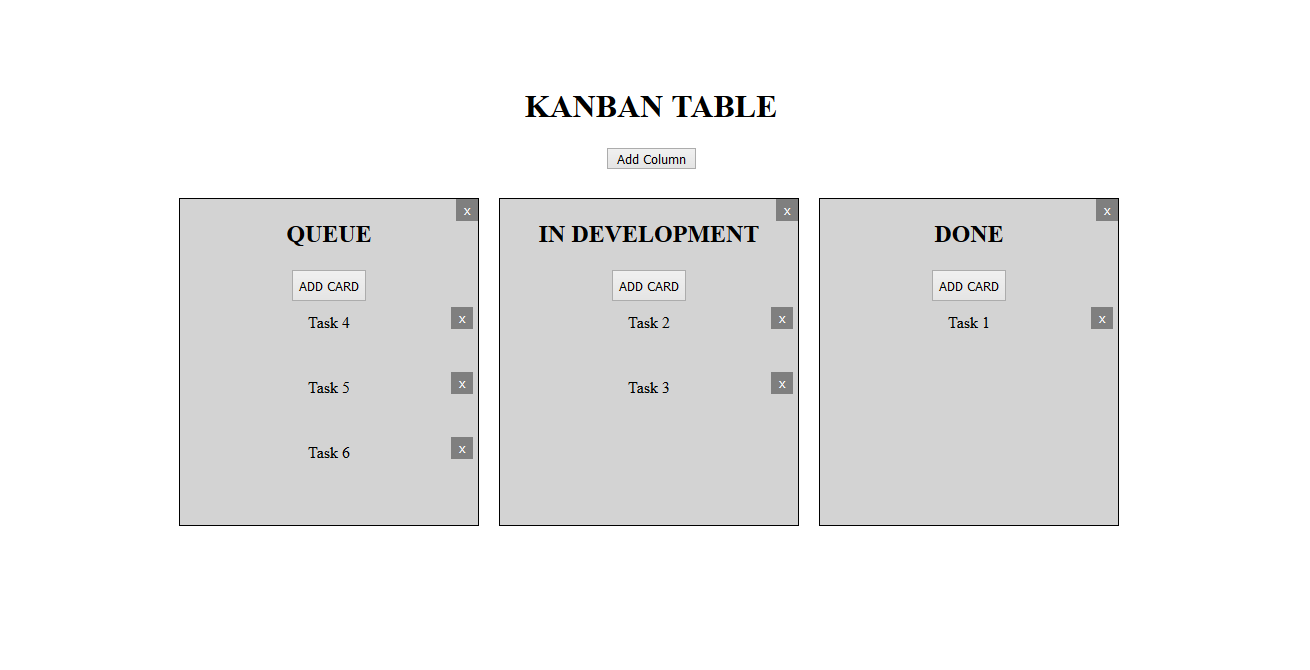 KANBAN TABLE
Add Column
x
QUEUE
ADD CARD
Task 4
x
Task 5
x
Task 6
x
x
IN DEVELOPMENT
ADD CARD
Task 2
x
Task 3
x
x
DONE
ADD CARD
Task 1
x